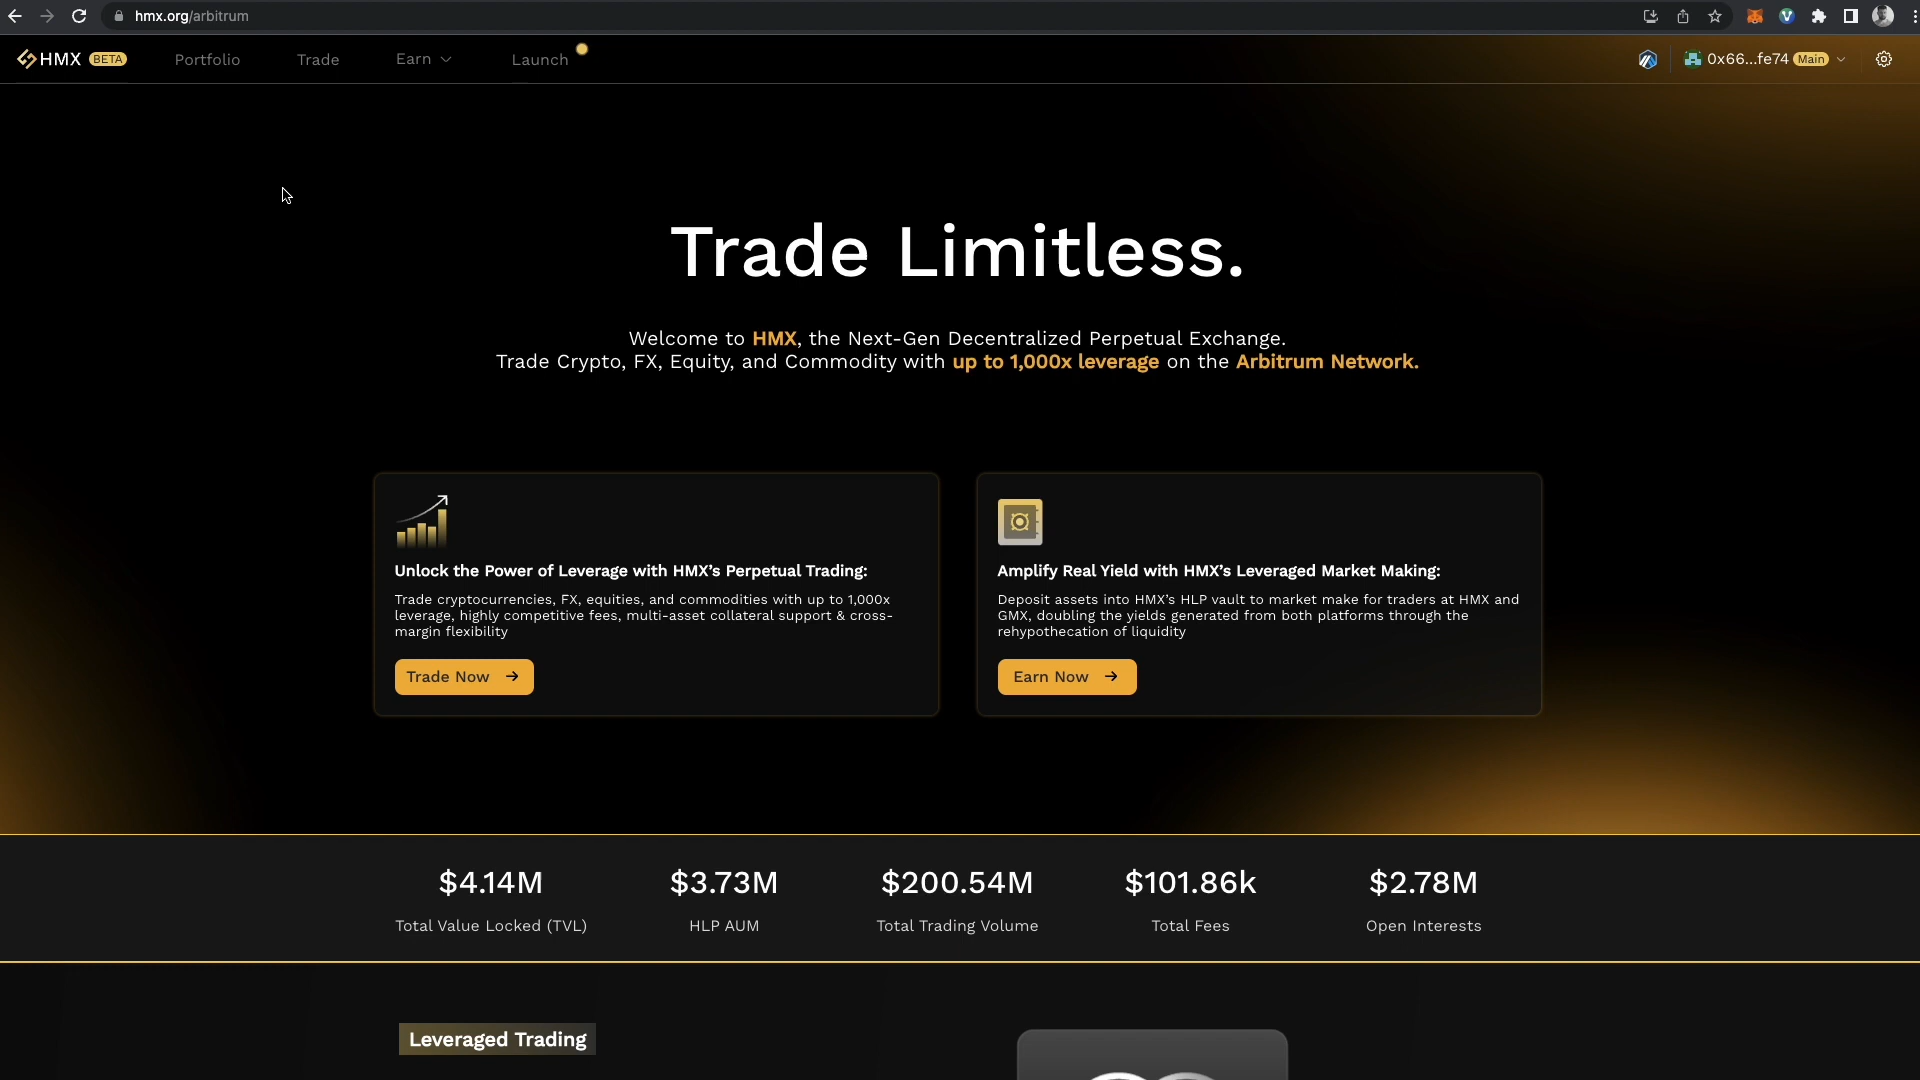 hmx.org/arbitrum
HMX BETA
Portfolio
Trade
Earn
Launch
0x66...fe74 Main
Trade Limitless.
Welcome to HMX, the Next-Gen Decentralized Perpetual Exchange.
Trade Crypto, FX, Equity, and Commodity with up to 1,000x leverage on the Arbitrum Network.
Unlock the Power of Leverage with HMX’s Perpetual Trading:
Trade cryptocurrencies, FX, equities, and commodities with up to 1,000x
leverage, highly competitive fees, multi-asset collateral support & cross-
margin flexibility
Trade Now
Amplify Real Yield with HMX’s Leveraged Market Making:
Deposit assets into HMX’s HLP vault to market make for traders at HMX and
GMX, doubling the yields generated from both platforms through the
rehypothecation of liquidity
Earn Now
$4.14M
Total Value Locked (TVL)
$3.73M
HLP AUM
$200.54M
Total Trading Volume
$101.86k
Total Fees
$2.78M
Open Interests
Leveraged Trading